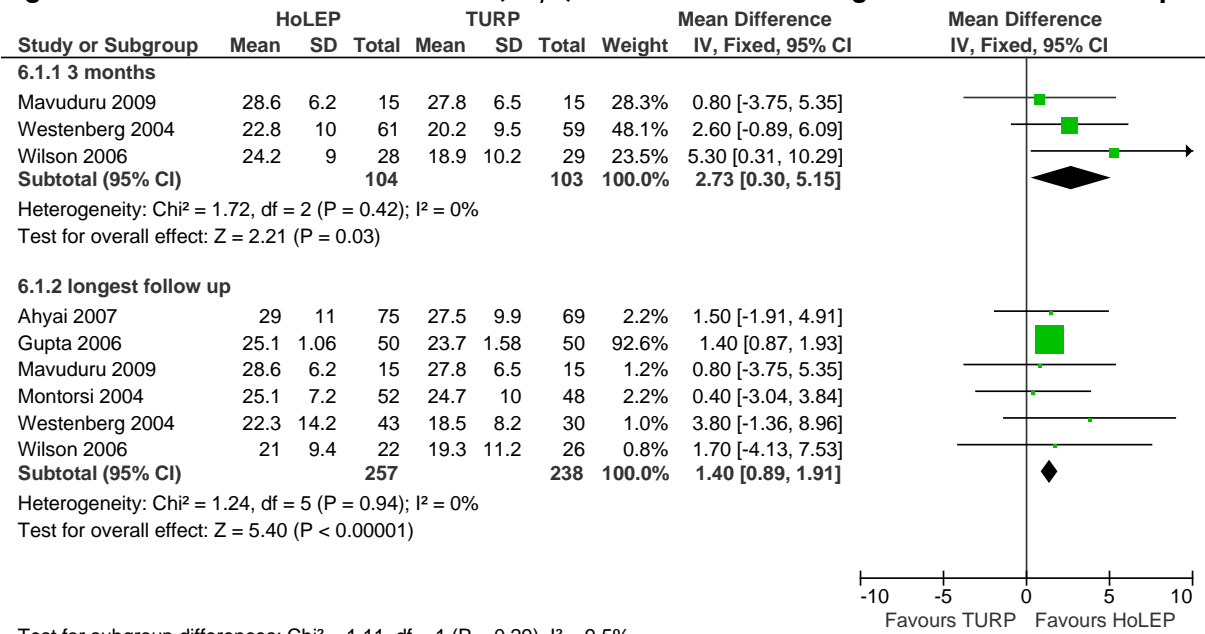 HoLEP TURP Mean Difference Mean Difference
Study or Subgroup Mean SD Total Mean SD Total Weight IV, Fixed, 95% CI IV, Fixed, 95% CI
6.1.1 3 months
Mavuduru 2009 28.6 6.2 15 27.8 6.5 15 28.3% 0.80 [-3.75, 5.35]
Westenberg 2004 22.8 10 61 20.2 9.5 59 48.1% 2.60 [-0.89, 6.09]
Wilson 2006 24.2 9 28 18.9 10.2 29 23.5% 5.30 [0.31, 10.29]
Subtotal (95% CI) 104 103 100.0% 2.73 [0.30, 5.15]
Heterogeneity: Chi² = 1.72, df = 2 (P = 0.42); I² = 0%
Test for overall effect: Z = 2.21 (P = 0.03)
6.1.2 longest follow up
Ahyai 2007 29 11 75 27.5 9.9 69 2.2% 1.50 [-1.91, 4.91]
Gupta 2006 25.1 1.06 50 23.7 1.58 50 92.6% 1.40 [0.87, 1.93]
Mavuduru 2009 28.6 6.2 15 27.8 6.5 15 1.2% 0.80 [-3.75, 5.35]
Montorsi 2004 25.1 7.2 52 24.7 10 48 2.2% 0.40 [-3.04, 3.84]
Westenberg 2004 22.3 14.2 43 18.5 8.2 30 1.0% 3.80 [-1.36, 8.96]
Wilson 2006 21 9.4 22 19.3 11.2 26 0.8% 1.70 [-4.13, 7.53]
Subtotal (95% CI) 257 238 100.0% 1.40 [0.89, 1.91]
Heterogeneity: Chi² = 1.24, df = 5 (P = 0.94); I² = 0%
Test for overall effect: Z = 5.40 (P < 0.00001)
-10 -5 0 5 10
Favours TURP Favours HoLEP
Test for subgroup differences: Chi² = 1.11, df = 1 (P = 0.29), I² = 9.5%